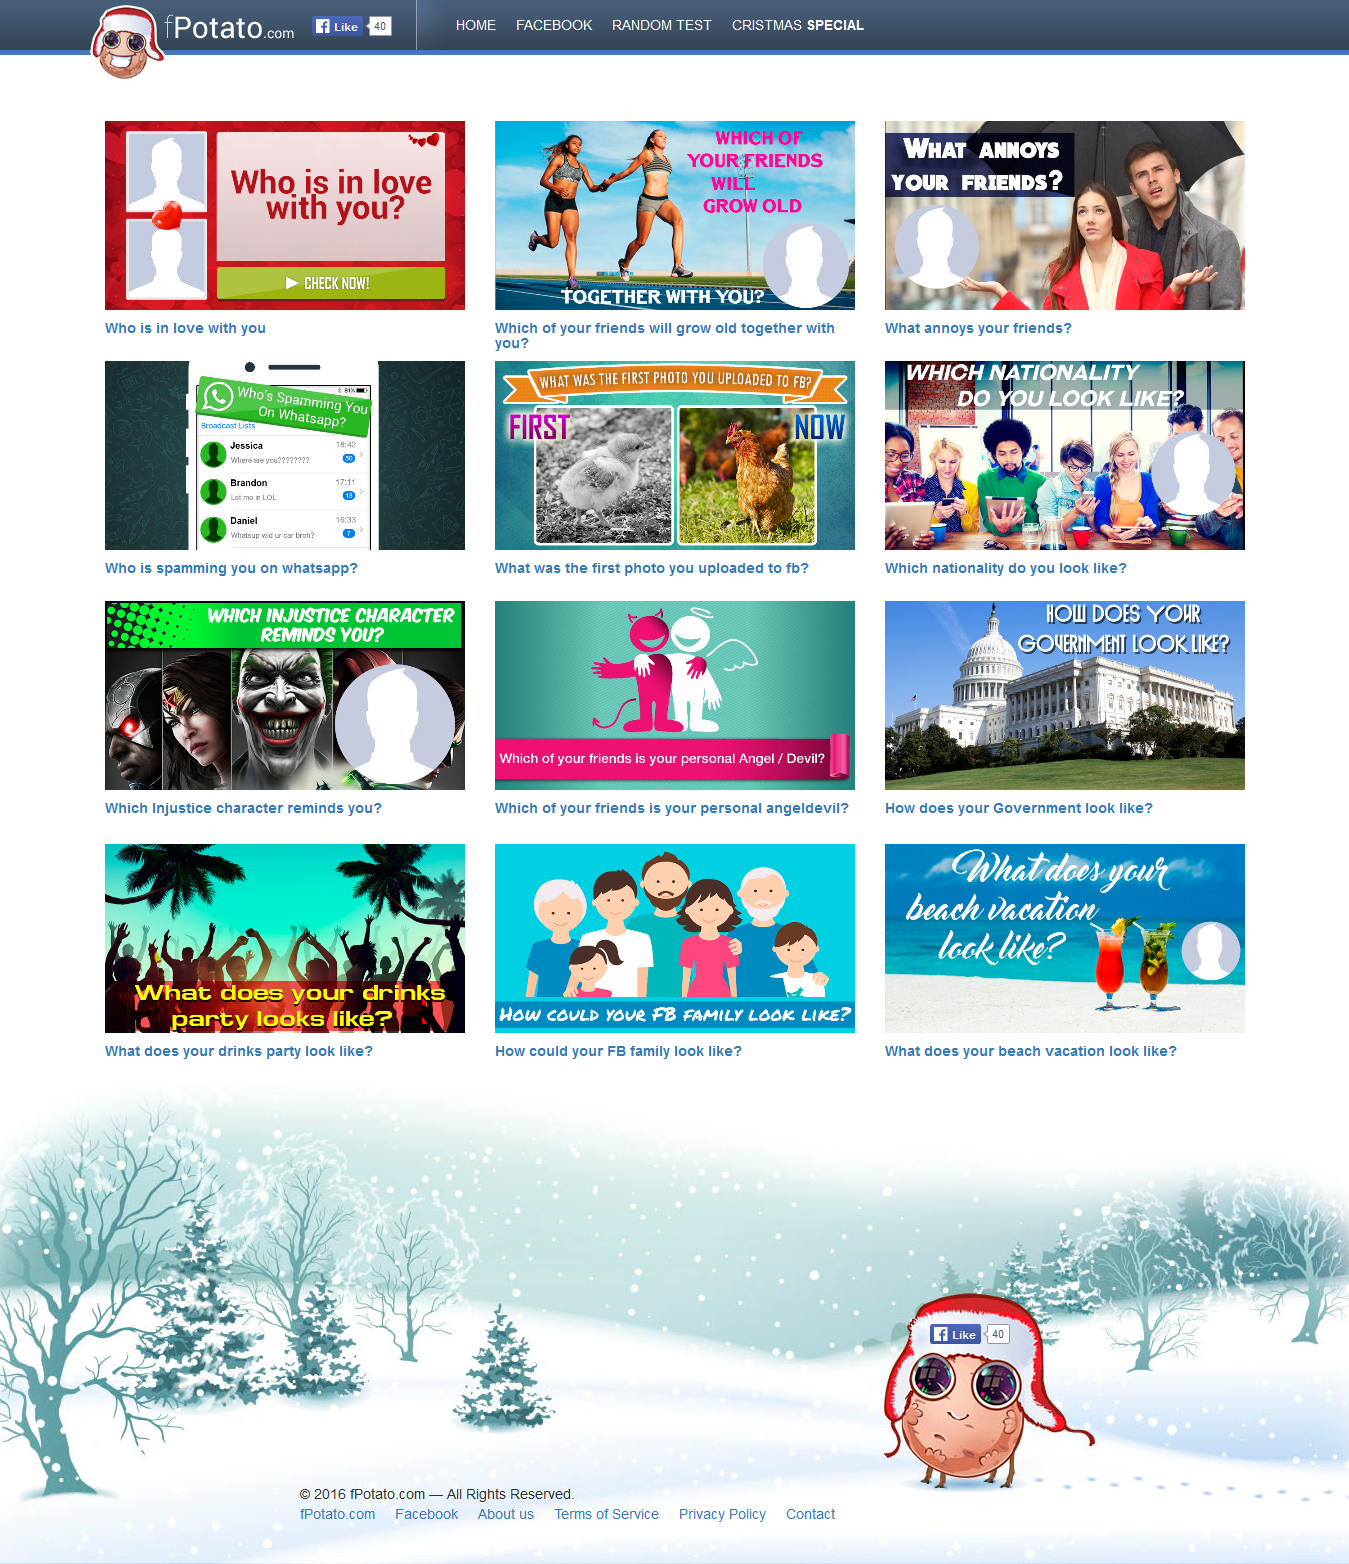 fPotato.com
Like 40
HOME FACEBOOK RANDOM TEST CRISTMAS SPECIAL
Who is in love
with you?
CHECK NOW!
Who is in love with you
WHICH OF
YOUR FRIENDS
WILL
GROW OLD
TOGETHER WITH YOU?
Which of your friends will grow old together with
you?
WHAT ANNOYS
YOUR FRIENDS?
What annoys your friends?
81%
Who's Spamming You
On Whatsapp?
Broadcast Lists
Jessica 18:42
Where are you???????? 50
Brandon 17:11
Let me in LOL 13
Daniel 16:33
Whatsup wid ur car broh? 7
Who is spamming you on whatsapp?
WHAT WAS THE FIRST PHOTO YOU UPLOADED TO FB?
FIRST NOW
What was the first photo you uploaded to fb?
WHICH NATIONALITY
DO YOU LOOK LIKE?
Which nationality do you look like?
WHICH INJUSTICE CHARACTER
REMINDS YOU?
Which Injustice character reminds you?
Which of your friends is your personal Angel / Devil?
Which of your friends is your personal angeldevil?
HOW DOES YOUR
GOVERNMENT LOOK LIKE?
How does your Government look like?
What does your drinks
party looks like?
What does your drinks party look like?
HOW COULD YOUR FB FAMILY LOOK LIKE?
How could your FB family look like?
What does your
beach vacation
look like?
What does your beach vacation look like?
Like 40
© 2016 fPotato.com — All Rights Reserved.
fPotato.com Facebook About us Terms of Service Privacy Policy Contact